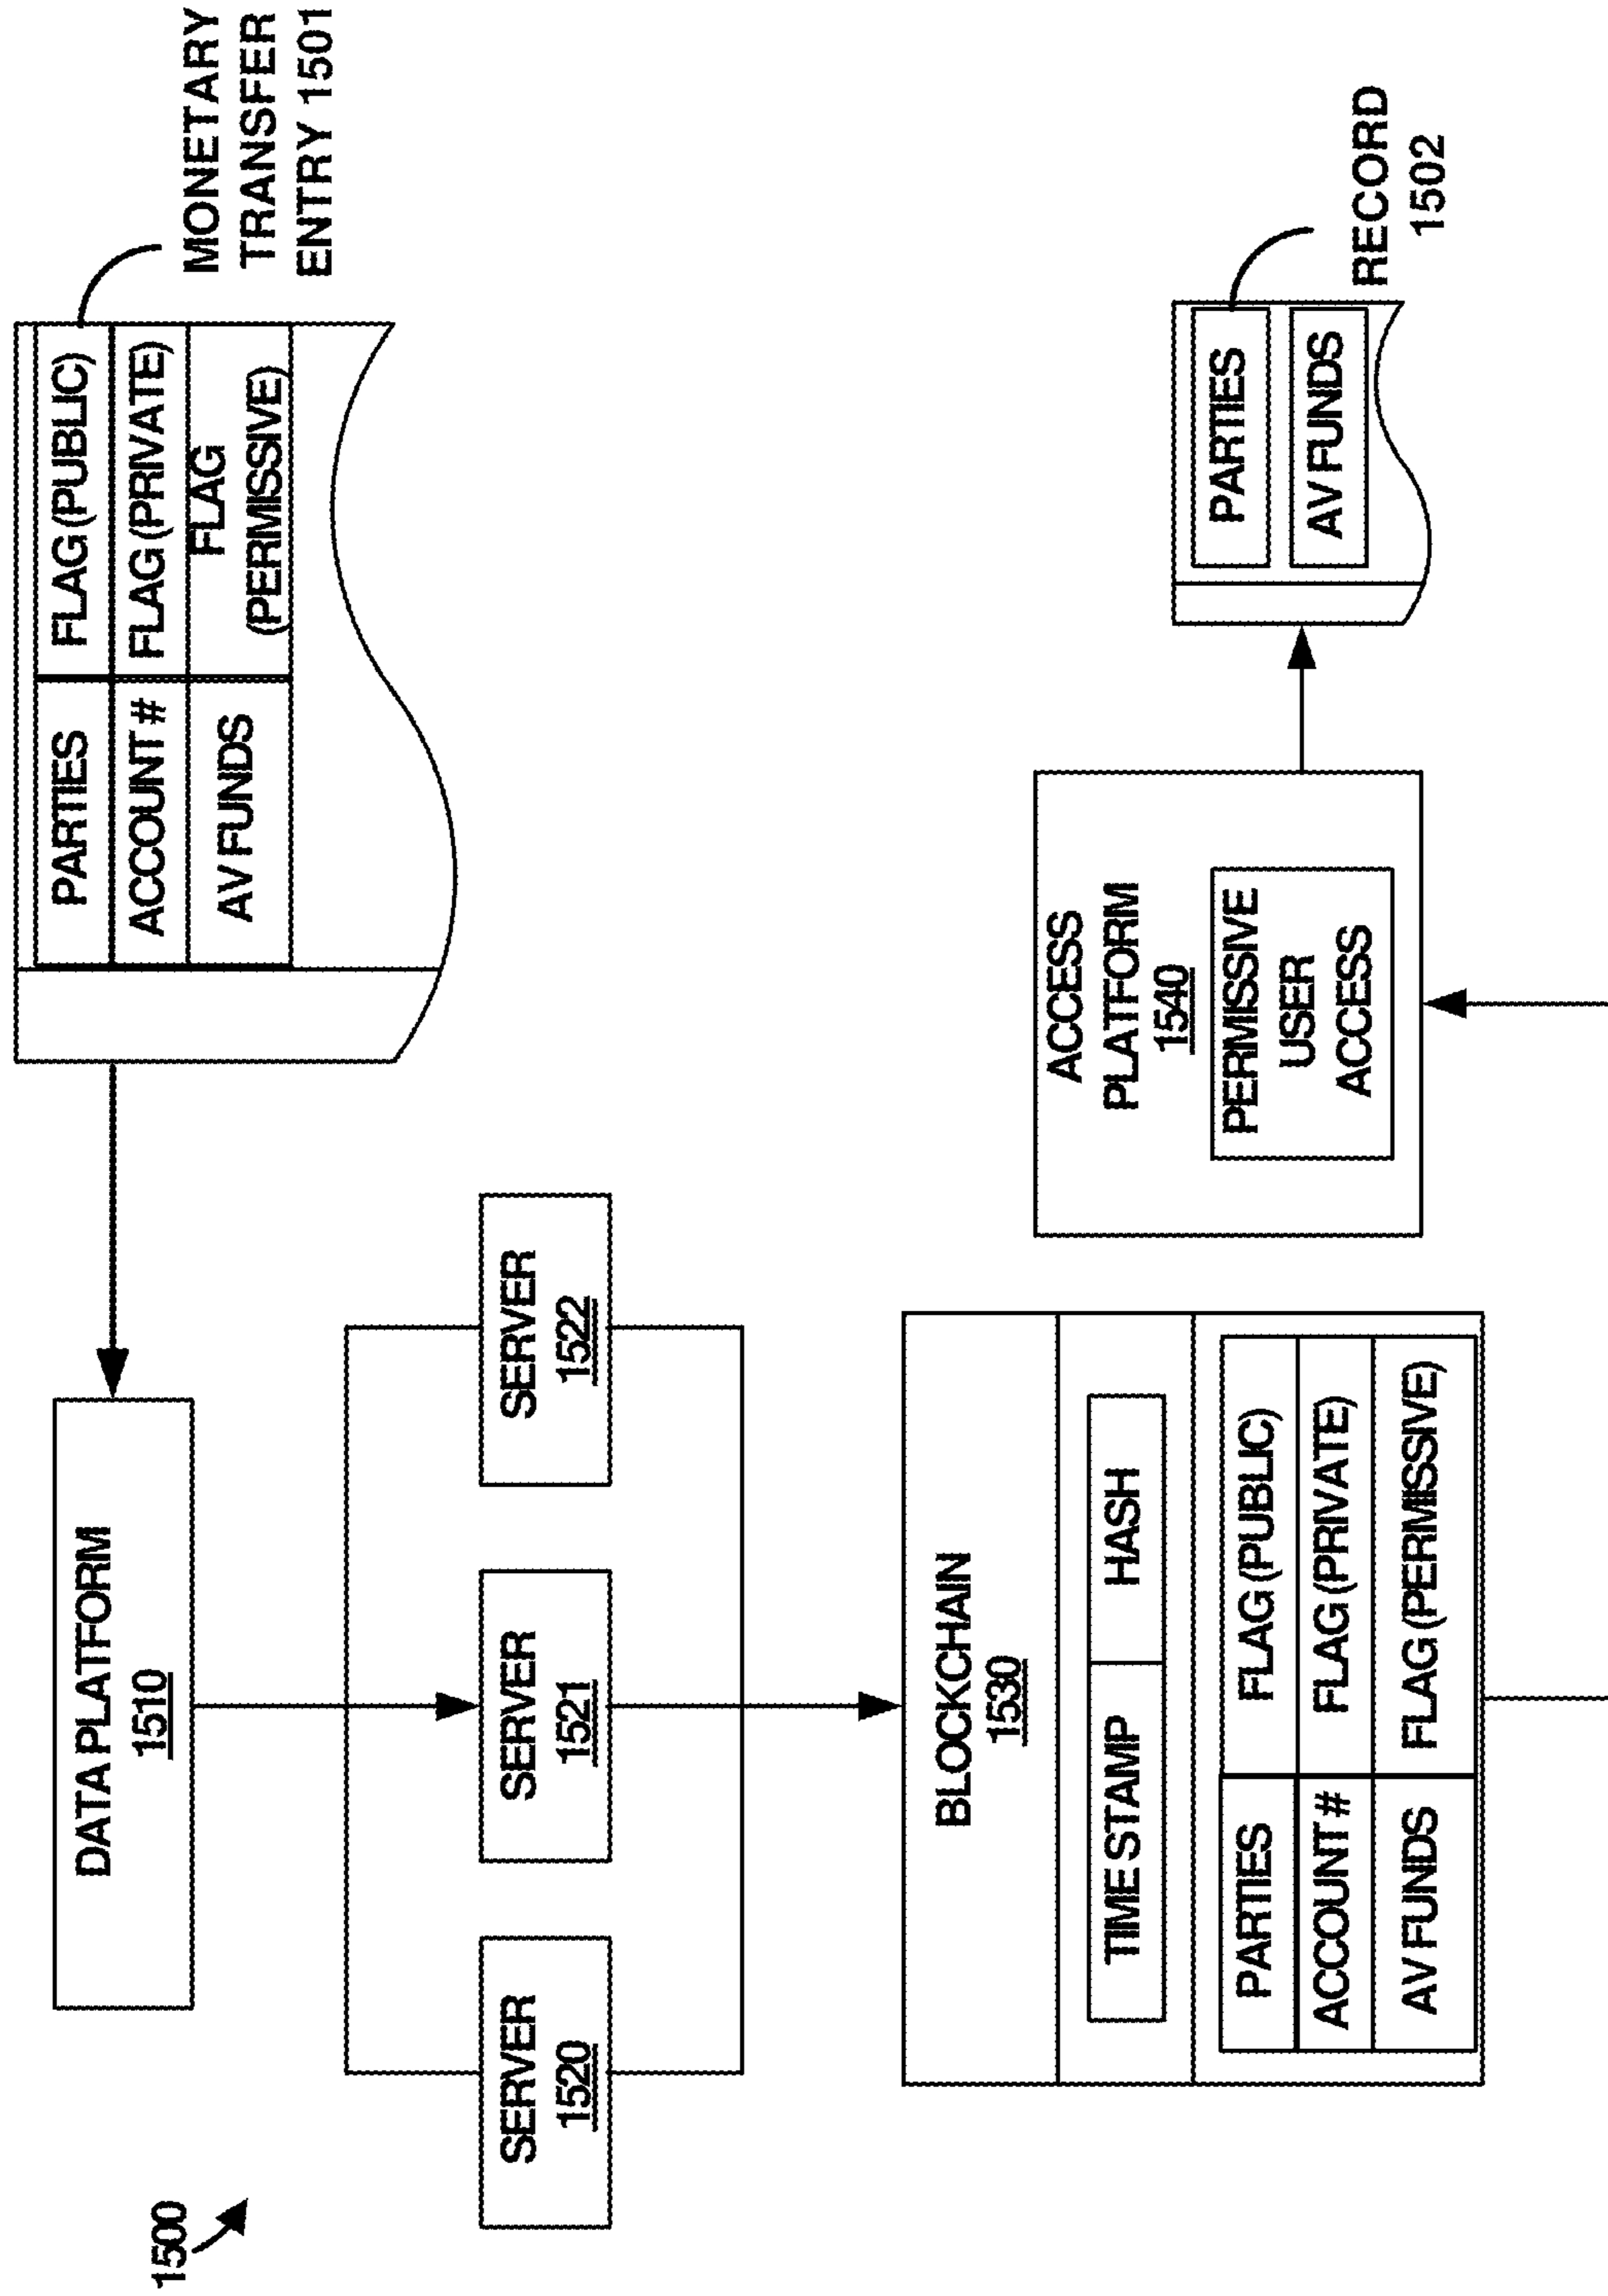 1500
DATA PLATFORM
1510
PARTIES
FLAG (PUBLIC)
ACCOUNT #
FLAG (PRIVATE)
AV FUNDS
FLAG
(PERMISSIVE)
MONETARY
TRANSFER
ENTRY 1501
SERVER
1520
SERVER
1521
SERVER
1522
BLOCKCHAIN
1530
TIME STAMP
HASH
PARTIES
FLAG (PUBLIC)
ACCOUNT #
FLAG (PRIVATE)
AV FUNDS
FLAG (PERMISSIVE)
ACCESS
PLATFORM
1540
PERMISSIVE
USER
ACCESS
PARTIES
AV FUNDS
RECORD
1502